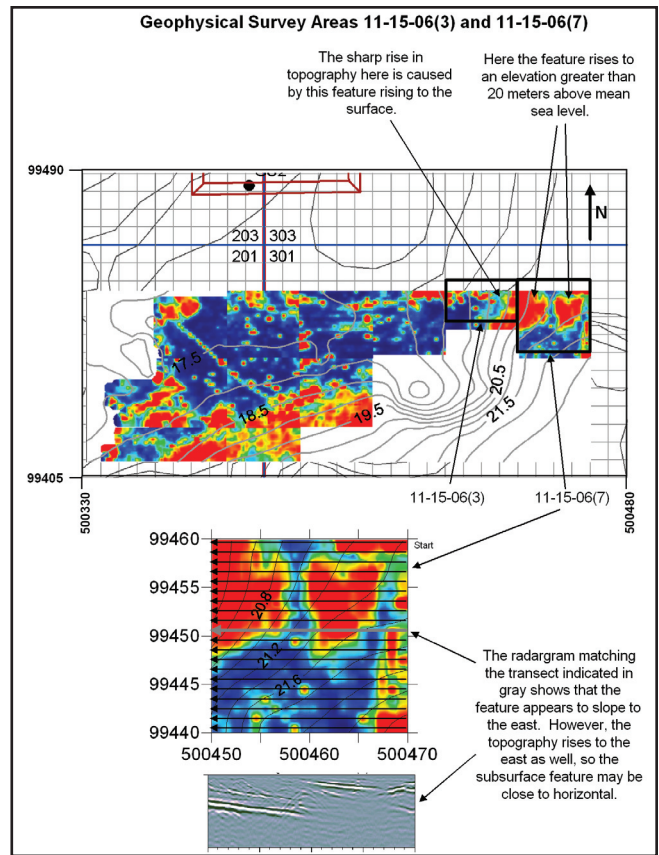 Geophysical Survey Areas 11-15-06(3) and 11-15-06(7)
The sharp rise in
topography here is caused
by this feature rising to the
surface.
Here the feature rises to
an elevation greater than
20 meters above mean
sea level.
99490
N
203 303
201 301
17.5
18.5
19.5
20.5
21.5
99405
500330
500480
11-15-06(3)
11-15-06(7)
99460
Start
99455
20.8
99450
21.2
99445
21.6
99440
500450
500460
500470
The radargram matching
the transect indicated in
gray shows that the
feature appears to slope to
the east. However, the
topography rises to the
east as well, so the
subsurface feature may be
close to horizontal.